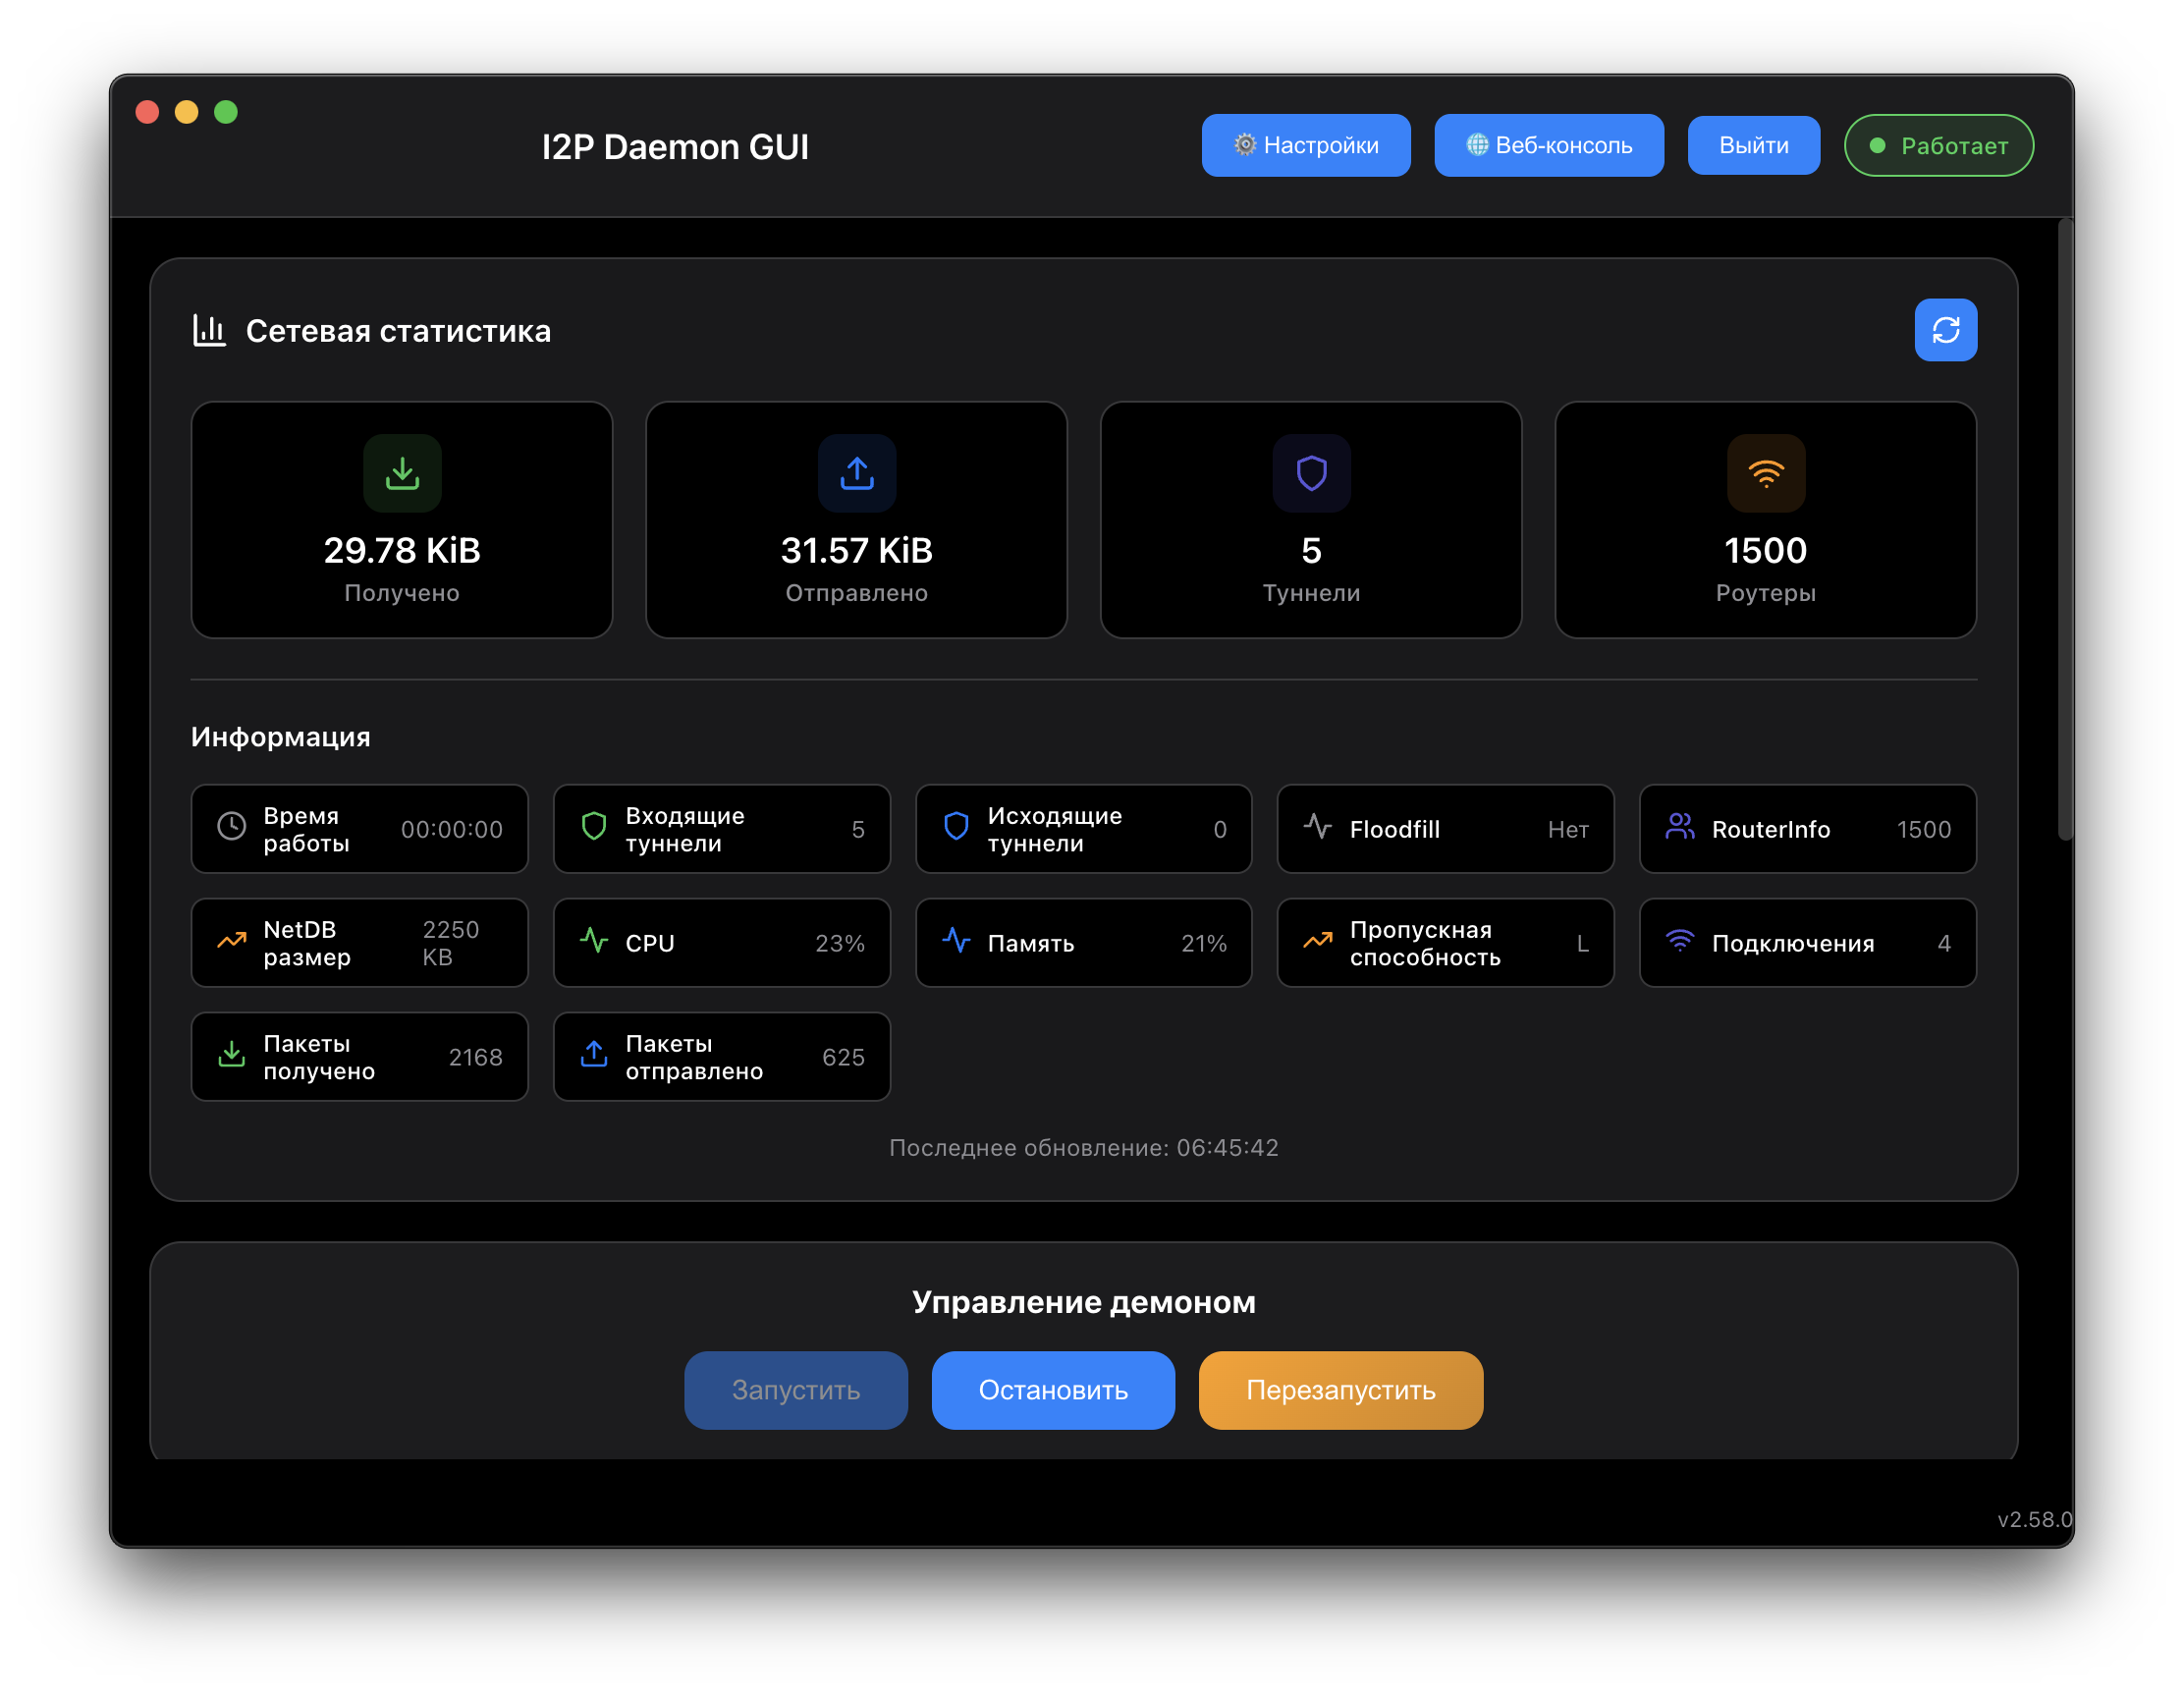 I2P Daemon GUI
Настройки
Веб-консоль
Выйти
Работает
Сетевая статистика
29.78 KiB
Получено
31.57 KiB
Отправлено
5
Туннели
1500
Роутеры
Информация
Время
работы
00:00:00
Входящие
туннели
5
Исходящие
туннели
0
Floodfill
Нет
RouterInfo
1500
NetDB
размер
2250
KB
CPU
23%
Память
21%
Пропускная
способность
L
Подключения
4
Пакеты
получено
2168
Пакеты
отправлено
625
Последнее обновление: 06:45:42
Управление демоном
Запустить
Остановить
Перезапустить
v2.58.0